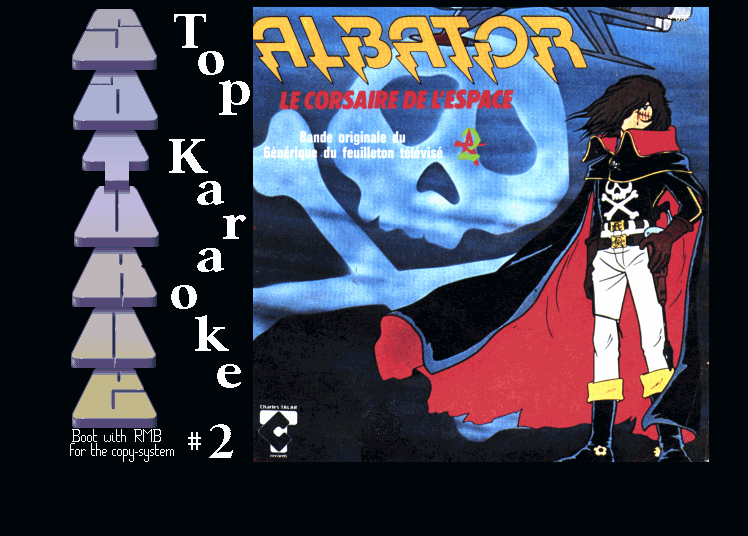 Top
Karaoke
#2
Boot with RMB
for the copy-system
ALBATOR
LE CORSAIRE DE L'ESPACE
Bande originale du
Générique du feuilleton télévisé
Charles TALAR
records